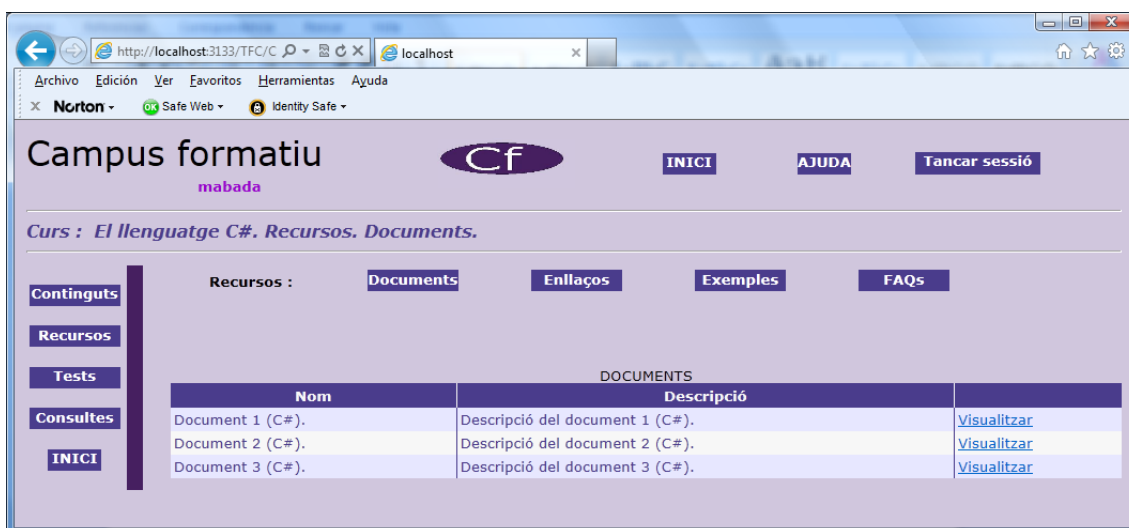 http://localhost:3133/TFC/C
localhost
Archivo Edición Ver Favoritos Herramientas Ayuda
x Norton OK Safe Web Identity Safe
Campus formatiu
mabada
Cf
INICI
AJUDA
Tancar sessió
Curs : El llenguatge C#. Recursos. Documents.
Continguts
Recursos
Tests
Consultes
INICI
Recursos : Documents Enllaços Exemples FAQs
DOCUMENTS
Nom Descripció
Document 1 (C#). Descripció del document 1 (C#). Visualitzar
Document 2 (C#). Descripció del document 2 (C#). Visualitzar
Document 3 (C#). Descripció del document 3 (C#). Visualitzar